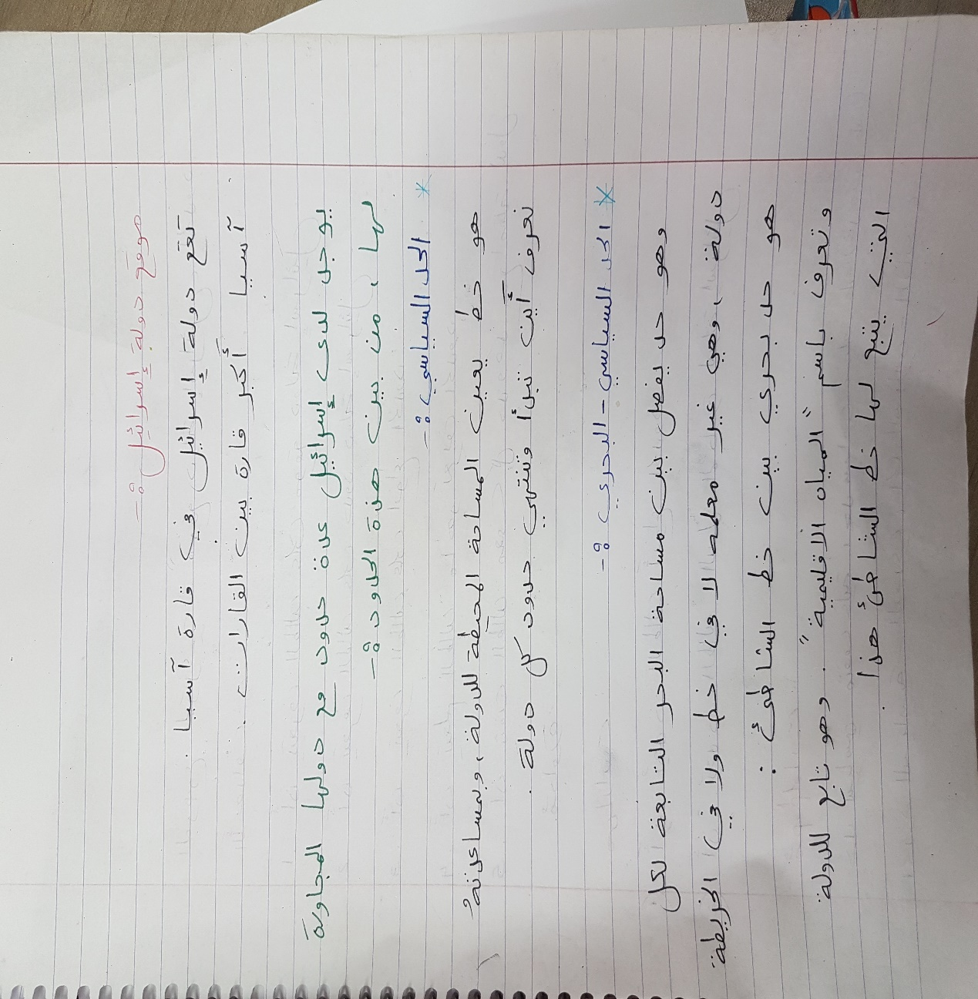 موقع دولة إسرائيل :-
تقع دولة إسرائيل في قارة آسيا .
آسيا أكبر قارة بين القارات .
يوجد لدى إسرائيل عدة حدود مع دولها المجاورة
لها ، من بين هذة الحدود :-
* الحد السياسي :-
هو خط يعين المساحة المحيطة للدولة ، وبمساعدته
نعرف أين تبدأ وتنتهي حدود كل دولة .
* الحد السياسي - البحري :-
وهو حد يفصل بين مساحة البحر التابعة لكل
دولة ، وهي غير معلمه لا في خط ولا في الخريطة
هو حد بحري بين خط الشاطئ :
وتعرف باسم "المياه الاقليمية" . وهو تابع للدولة
التي يتبع لها خط الشاطئ هذا .